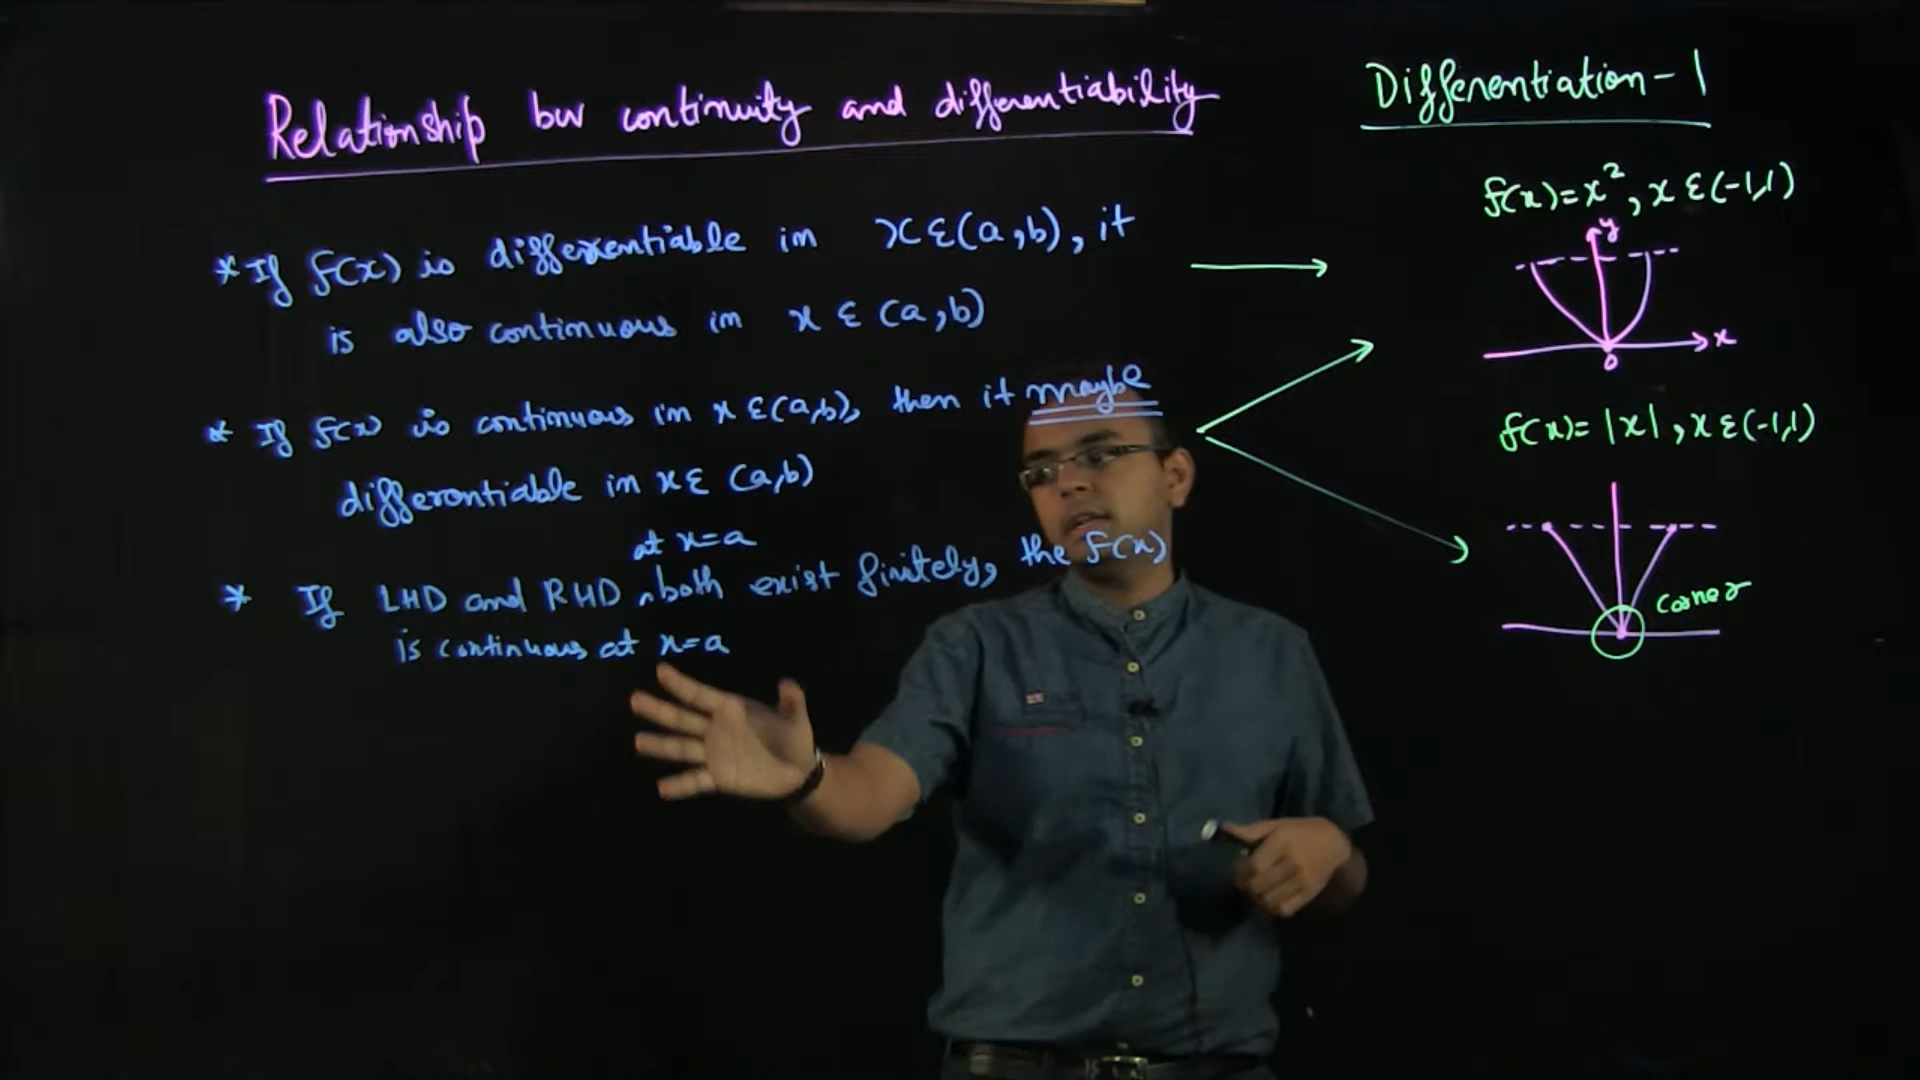 Relationship bw continuity and differentiability
*If f(x) is differentiable in x ε (a,b), it
is also continuous in x ε (a,b)
* If f(x) is continuous in x ε (a,b), then it maybe
differentiable in x ε (a,b)
at x=a
* If LHD and RHD both exist finitely, the f(x)
is continuous at x=a
Differentiation-1
f(x)=x², x ε (-1,1)
y
x
0
f(x)= |x|, x ε (-1,1)
corner